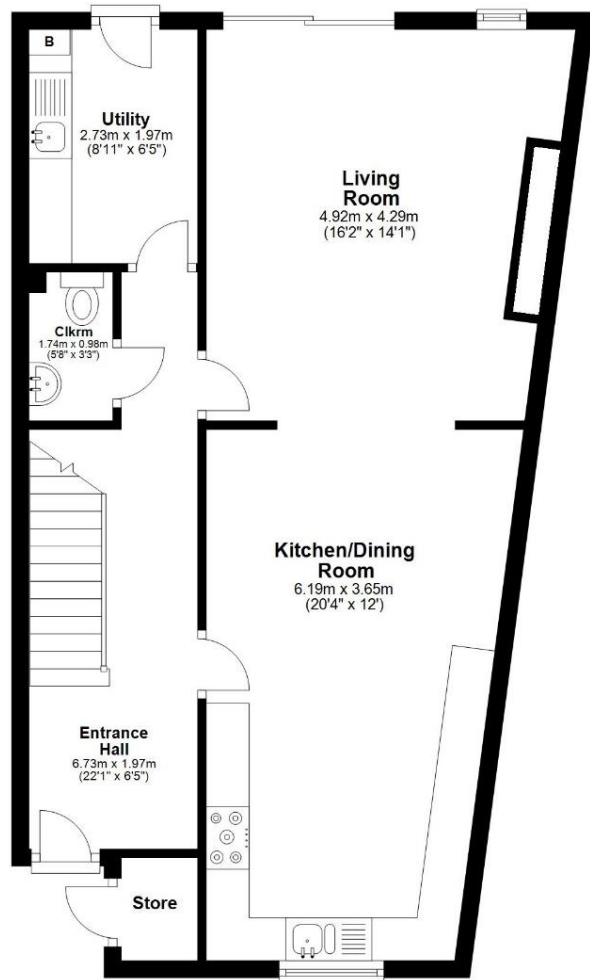 B
Utility
2.73m x 1.97m
(8'11" x 6'5")
Living
Room
4.92m x 4.29m
(16'2" x 14'1")
Clkrm
1.74m x 0.98m
(5'8" x 3'3")
Kitchen/Dining
Room
6.19m x 3.65m
(20'4" x 12')
Entrance
Hall
6.73m x 1.97m
(22'1" x 6'5")
Store